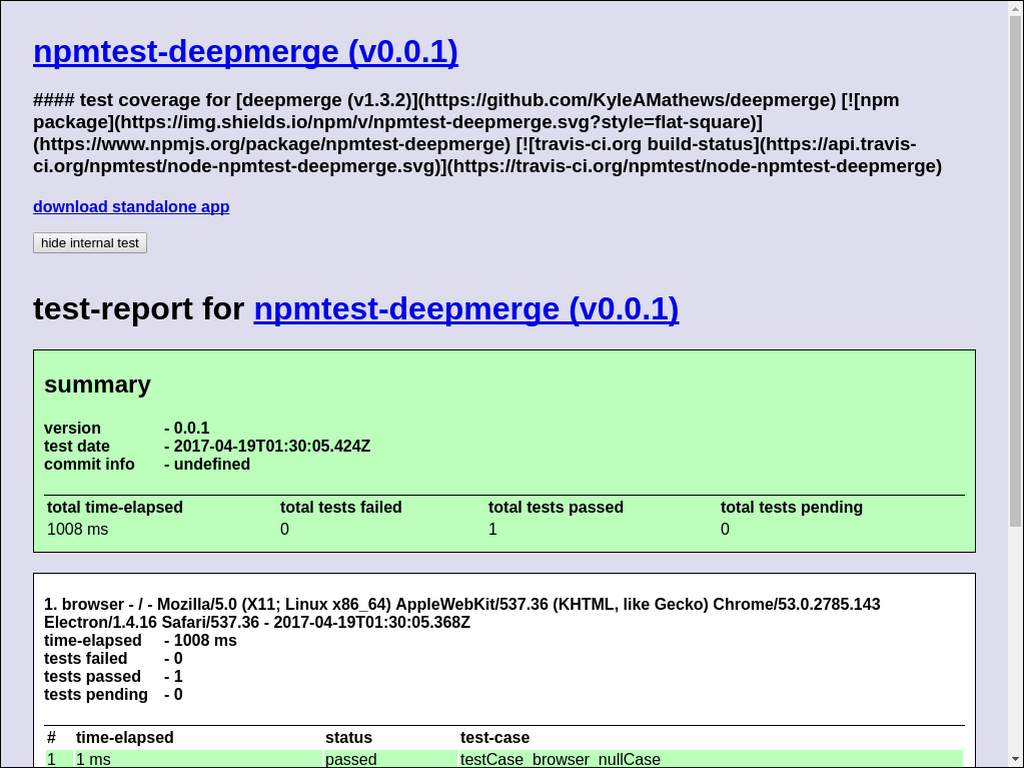 npmtest-deepmerge (v0.0.1)
#### test coverage for [deepmerge (v1.3.2)](https://github.com/KyleAMathews/deepmerge) [![npm
package](https://img.shields.io/npm/v/npmtest-deepmerge.svg?style=flat-square)]
(https://www.npmjs.org/package/npmtest-deepmerge) [![travis-ci.org build-status](https://api.travis-
ci.org/npmtest/node-npmtest-deepmerge.svg)](https://travis-ci.org/npmtest/node-npmtest-deepmerge)
download standalone app
hide internal test
test-report for npmtest-deepmerge (v0.0.1)
summary
version - 0.0.1
test date - 2017-04-19T01:30:05.424Z
commit info - undefined
total time-elapsed total tests failed total tests passed total tests pending
1008 ms 0 1 0
1. browser - / - Mozilla/5.0 (X11; Linux x86_64) AppleWebKit/537.36 (KHTML, like Gecko) Chrome/53.0.2785.143
Electron/1.4.16 Safari/537.36 - 2017-04-19T01:30:05.368Z
time-elapsed - 1008 ms
tests failed - 0
tests passed - 1
tests pending - 0
# time-elapsed status test-case
1 1 ms passed testCase_browser_nullCase